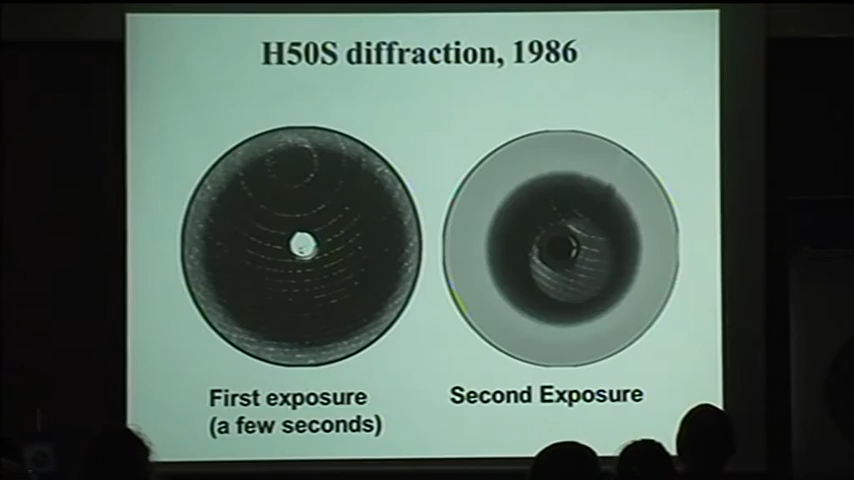 H50S diffraction, 1986
First exposure
(a few seconds)
Second Exposure